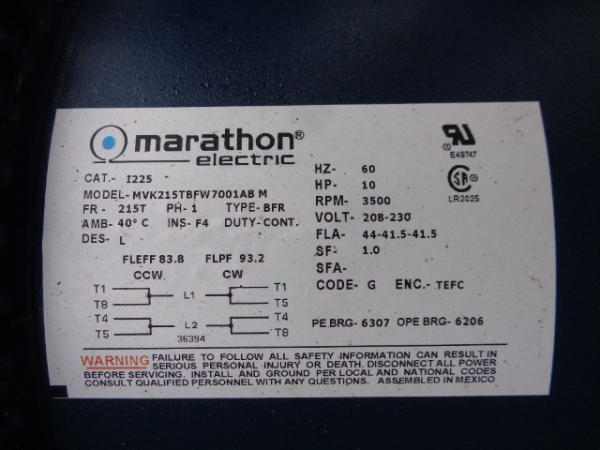 marathon®
electric
CAT.- I225
MODEL- MVK215TBFW7001AB M
FR - 215T PH- 1 TYPE- BFR
AMB- 40° C INS- F4 DUTY- CONT.
DES- L
FLEFF 83.8 FLPF 93.2
CCW CW
T1 L1 T1
T8 T5
T4 L2 T4
T5 T8
36394
UR
E49747
SA
LR2025
HZ- 60
HP- 10
RPM- 3500
VOLT- 208-230
FLA- 44-41.5-41.5
SF- 1.0
SFA-
CODE- G ENC.- TEFC
PE BRG- 6307 OPE BRG- 6206
WARNING FAILURE TO FOLLOW ALL SAFETY INFORMATION CAN RESULT IN
SERIOUS PERSONAL INJURY OR DEATH. DISCONNECT ALL POWER
BEFORE SERVICING. INSTALL AND GROUND PER LOCAL AND NATIONAL CODES
CONSULT QUALIFIED PERSONNEL WITH ANY QUESTIONS. ASSEMBLED IN MEXICO